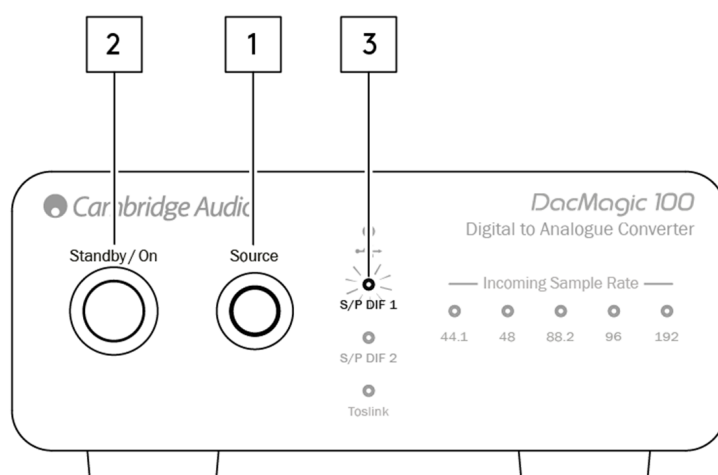 2 1 3
Cambridge Audio
DacMagic 100
Digital to Analogue Converter
Standby / On
Source
S/P DIF 1
S/P DIF 2
Toslink
Incoming Sample Rate
44.1 48 88.2 96 192